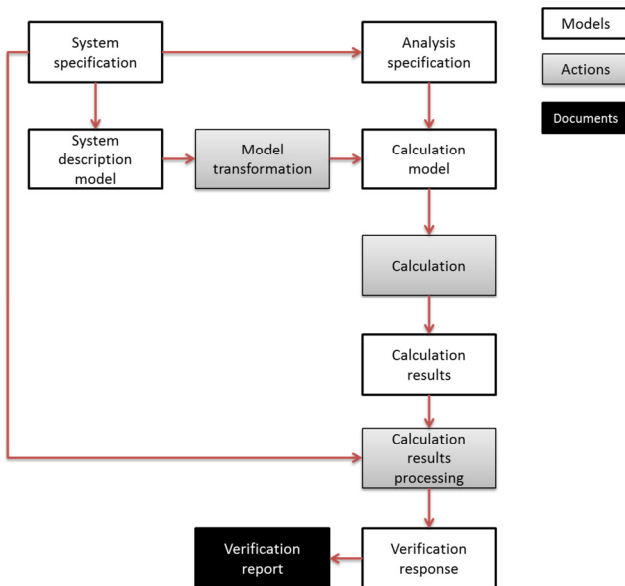 System
specification
Analysis
specification
Models
Actions
Documents
System
description
model
Model
transformation
Calculation
model
Calculation
Calculation
results
Calculation
results
processing
Verification
report
Verification
response